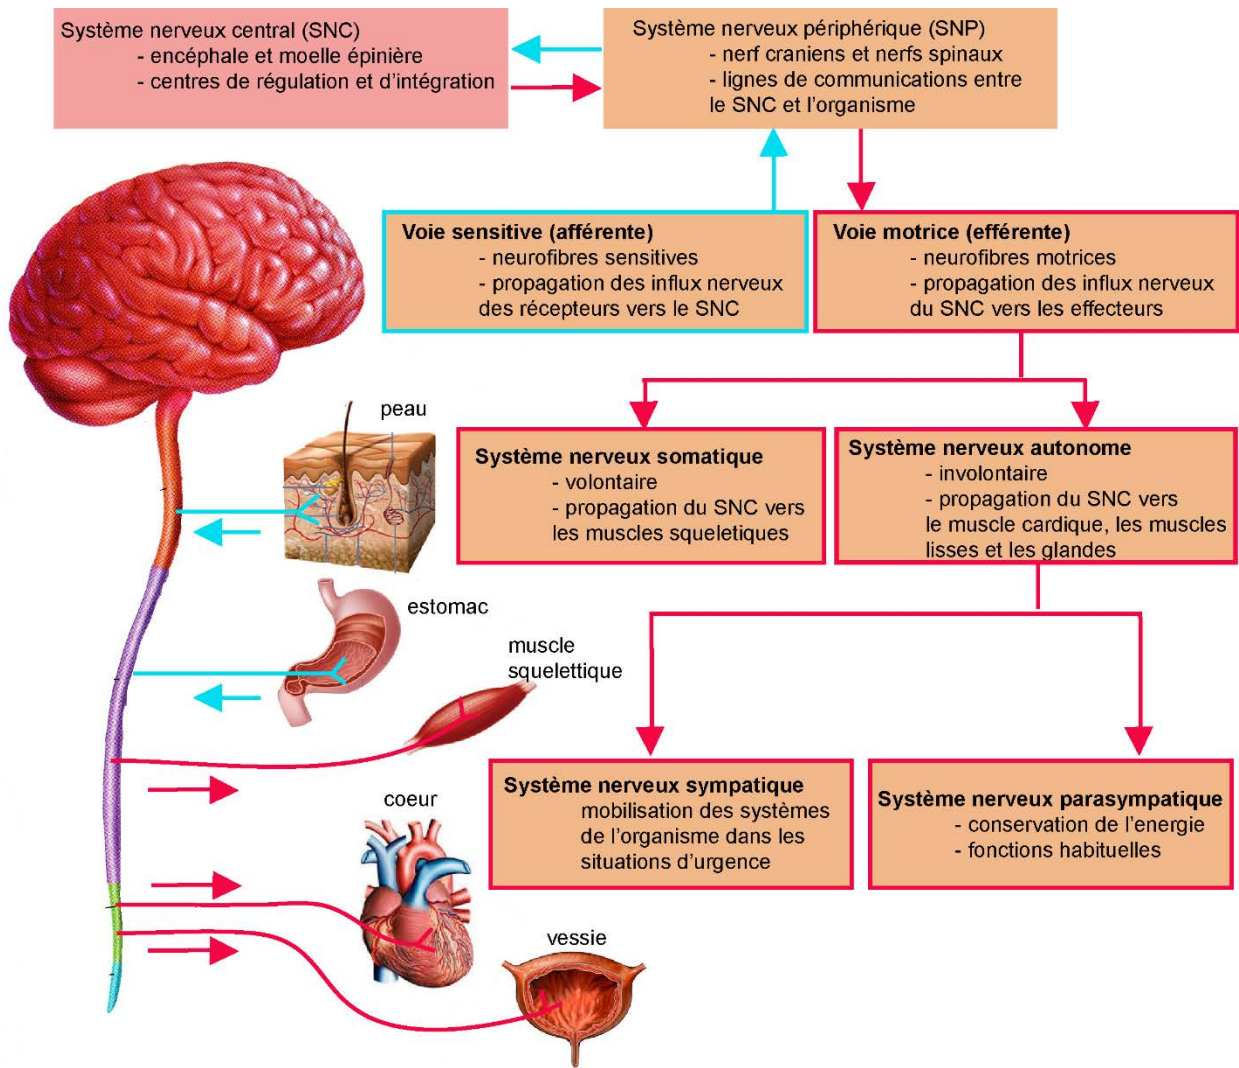 Système nerveux central (SNC)
- encéphale et moelle épinière
- centres de régulation et d'intégration
Système nerveux périphérique (SNP)
- nerf craniens et nerfs spinaux
- lignes de communications entre
le SNC et l'organisme
Voie sensitive (afférente)
- neurofibres sensitives
- propagation des influx nerveux
des récepteurs vers le SNC
Voie motrice (efférente)
- neurofibres motrices
- propagation des influx nerveux
du SNC vers les effecteurs
peau
Système nerveux somatique
- volontaire
- propagation du SNC vers
les muscles squeletiques
Système nerveux autonome
- involontaire
- propagation du SNC vers
le muscle cardique, les muscles
lisses et les glandes
estomac
muscle
squelettique
Système nerveux sympatique
mobilisation des systèmes
de l'organisme dans les
situations d'urgence
Système nerveux parasympatique
- conservation de l'energie
- fonctions habituelles
coeur
vessie